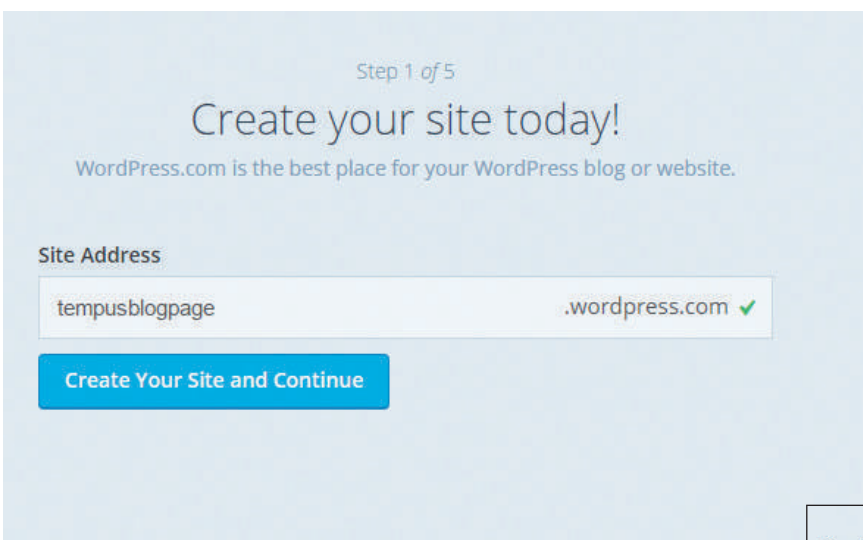 Step 1 of 5
Create your site today!
WordPress.com is the best place for your WordPress blog or website.
Site Address
tempusblogpage .wordpress.com
Create Your Site and Continue